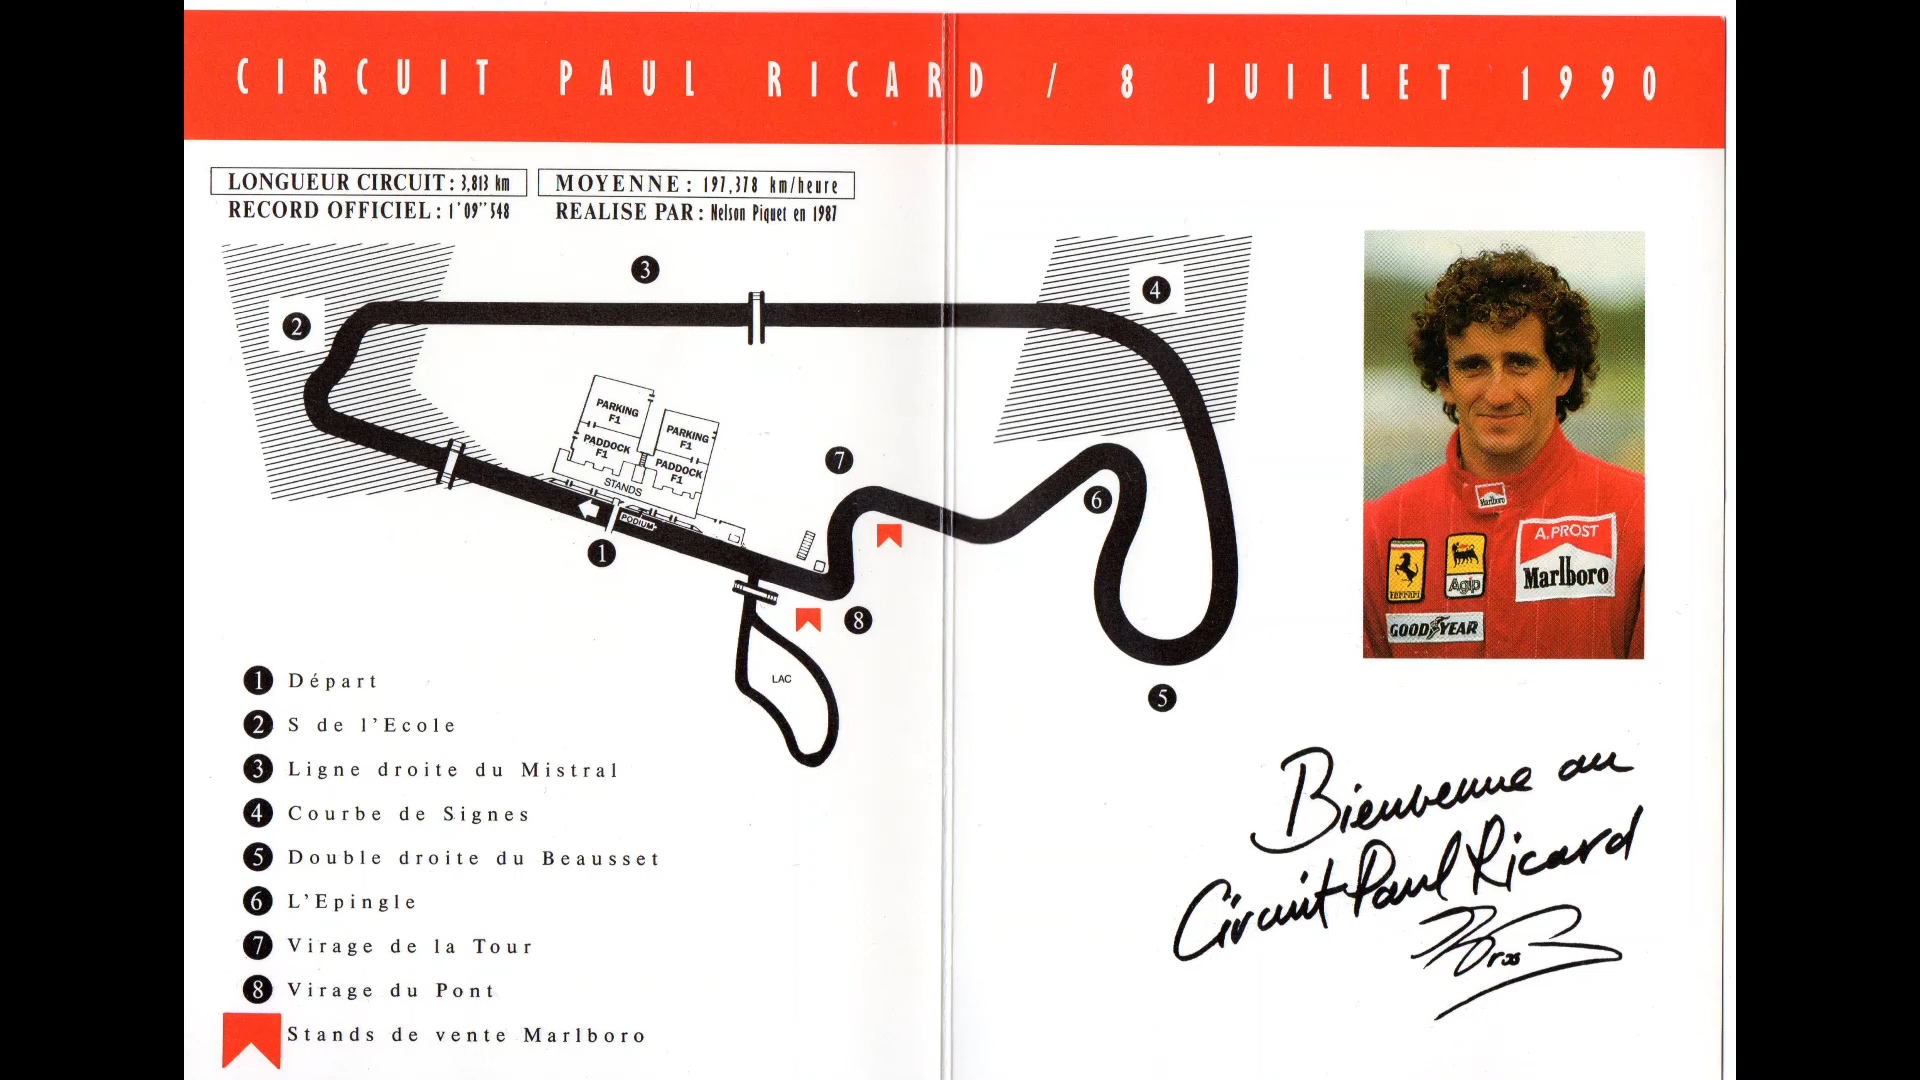 CIRCUIT PAUL RICARD / 8 JUILLET 1990
LONGUEUR CIRCUIT : 3,813 km
MOYENNE : 197,378 km/heure
RECORD OFFICIEL : 1'09"548
REALISE PAR : Nelson Piquet en 1987
3
4
2
PARKING
F1
PARKING
F1
PADDOCK
F1
PADDOCK
F1
STANDS
PODIUM
7
6
1
8
LAC
5
A. PROST
Marlboro
Marlboro
Ferrari
Agip
GOODYEAR
1 Départ
2 S de l'Ecole
3 Ligne droite du Mistral
4 Courbe de Signes
5 Double droite du Beausset
6 L'Epingle
7 Virage de la Tour
8 Virage du Pont
Stands de vente Marlboro
Bienvenue au
Circuit Paul Ricard